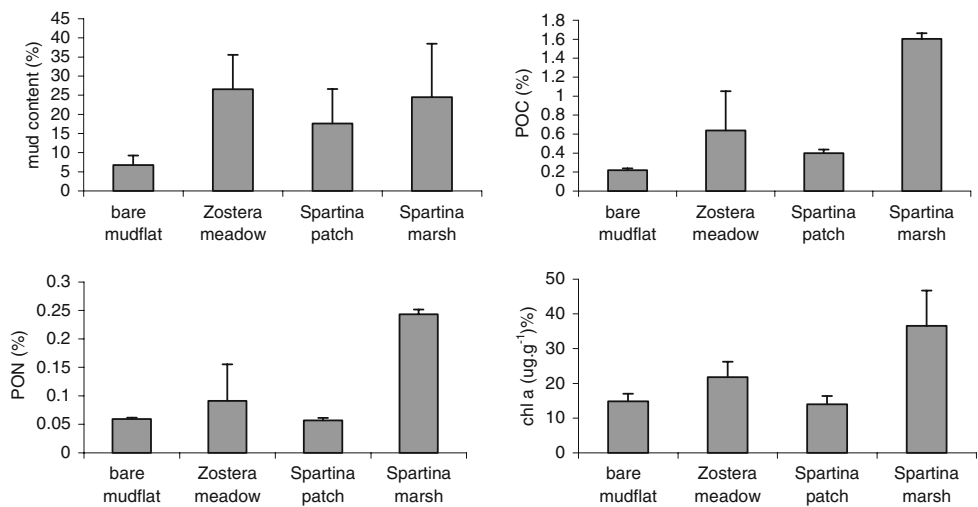 mud content (%)
45
40
35
30
25
20
15
10
5
0
bare mudflat
Zostera meadow
Spartina patch
Spartina marsh
POC (%)
1.8
1.6
1.4
1.2
1
0.8
0.6
0.4
0.2
0
bare mudflat
Zostera meadow
Spartina patch
Spartina marsh
PON (%)
0.3
0.25
0.2
0.15
0.1
0.05
0
bare mudflat
Zostera meadow
Spartina patch
Spartina marsh
chl a (ug.g⁻¹)%)
50
40
30
20
10
0
bare mudflat
Zostera meadow
Spartina patch
Spartina marsh